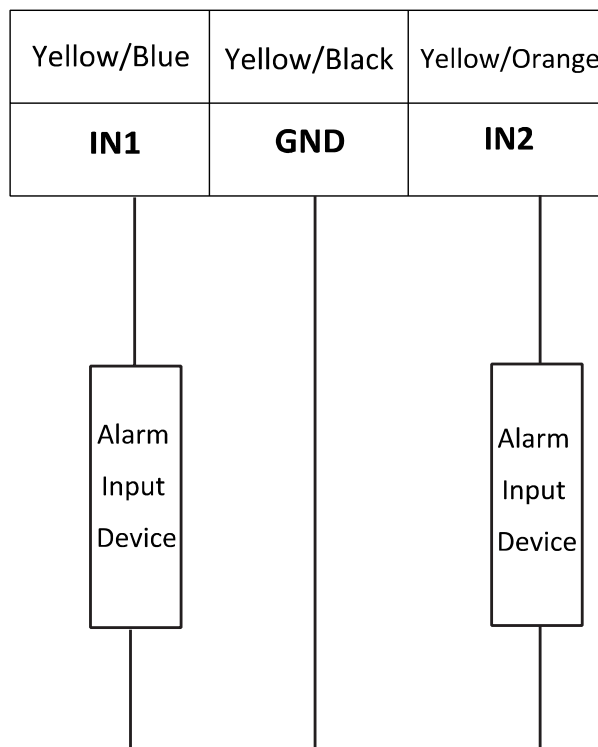 Yellow/Blue Yellow/Black Yellow/Orange
IN1 GND IN2
Alarm
Input
Device
Alarm
Input
Device